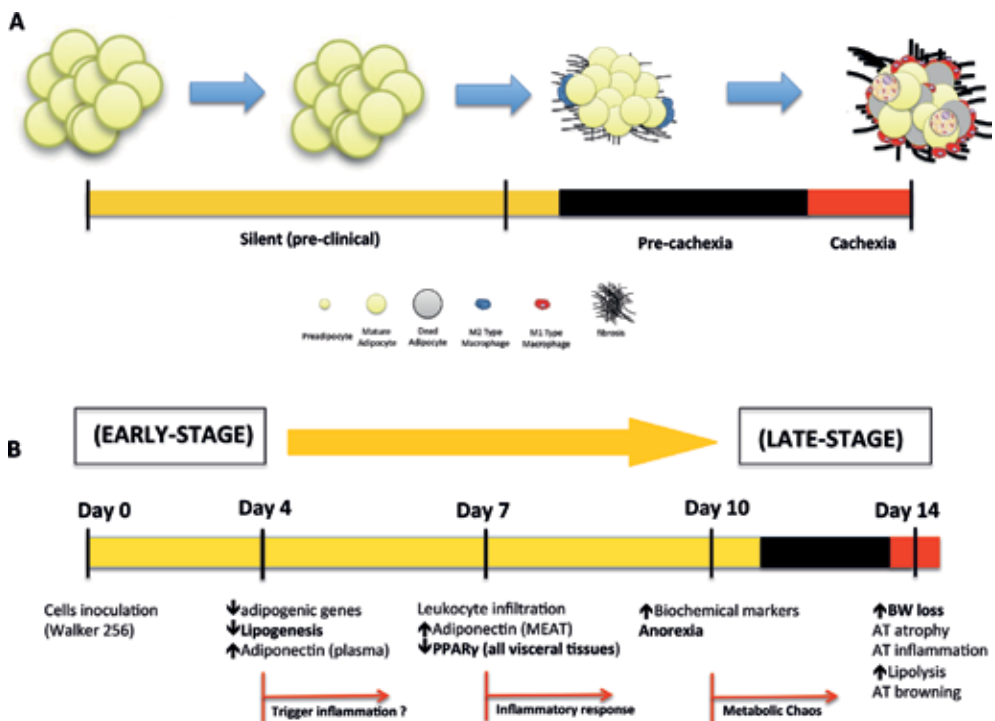 A
Silent (pre-clinical)
Pre-cachexia
Cachexia
Preadipocyte
Mature
Adipocyte
Dead
Adipocyte
M2 Type
Macrophage
M1 Type
Macrophage
fibrosis
B
(EARLY-STAGE)
(LATE-STAGE)
Day 0
Day 4
Day 7
Day 10
Day 14
Cells inoculation
(Walker 256)
↓adipogenic genes
↓Lipogenesis
↑Adiponectin (plasma)
Trigger inflammation ?
Leukocyte infiltration
↑Adiponectin (MEAT)
↓PPARγ (all visceral tissues)
Inflammatory response
↑Biochemical markers
Anorexia
Metabolic Chaos
↑BW loss
AT atrophy
AT inflammation
↑Lipolysis
AT browning